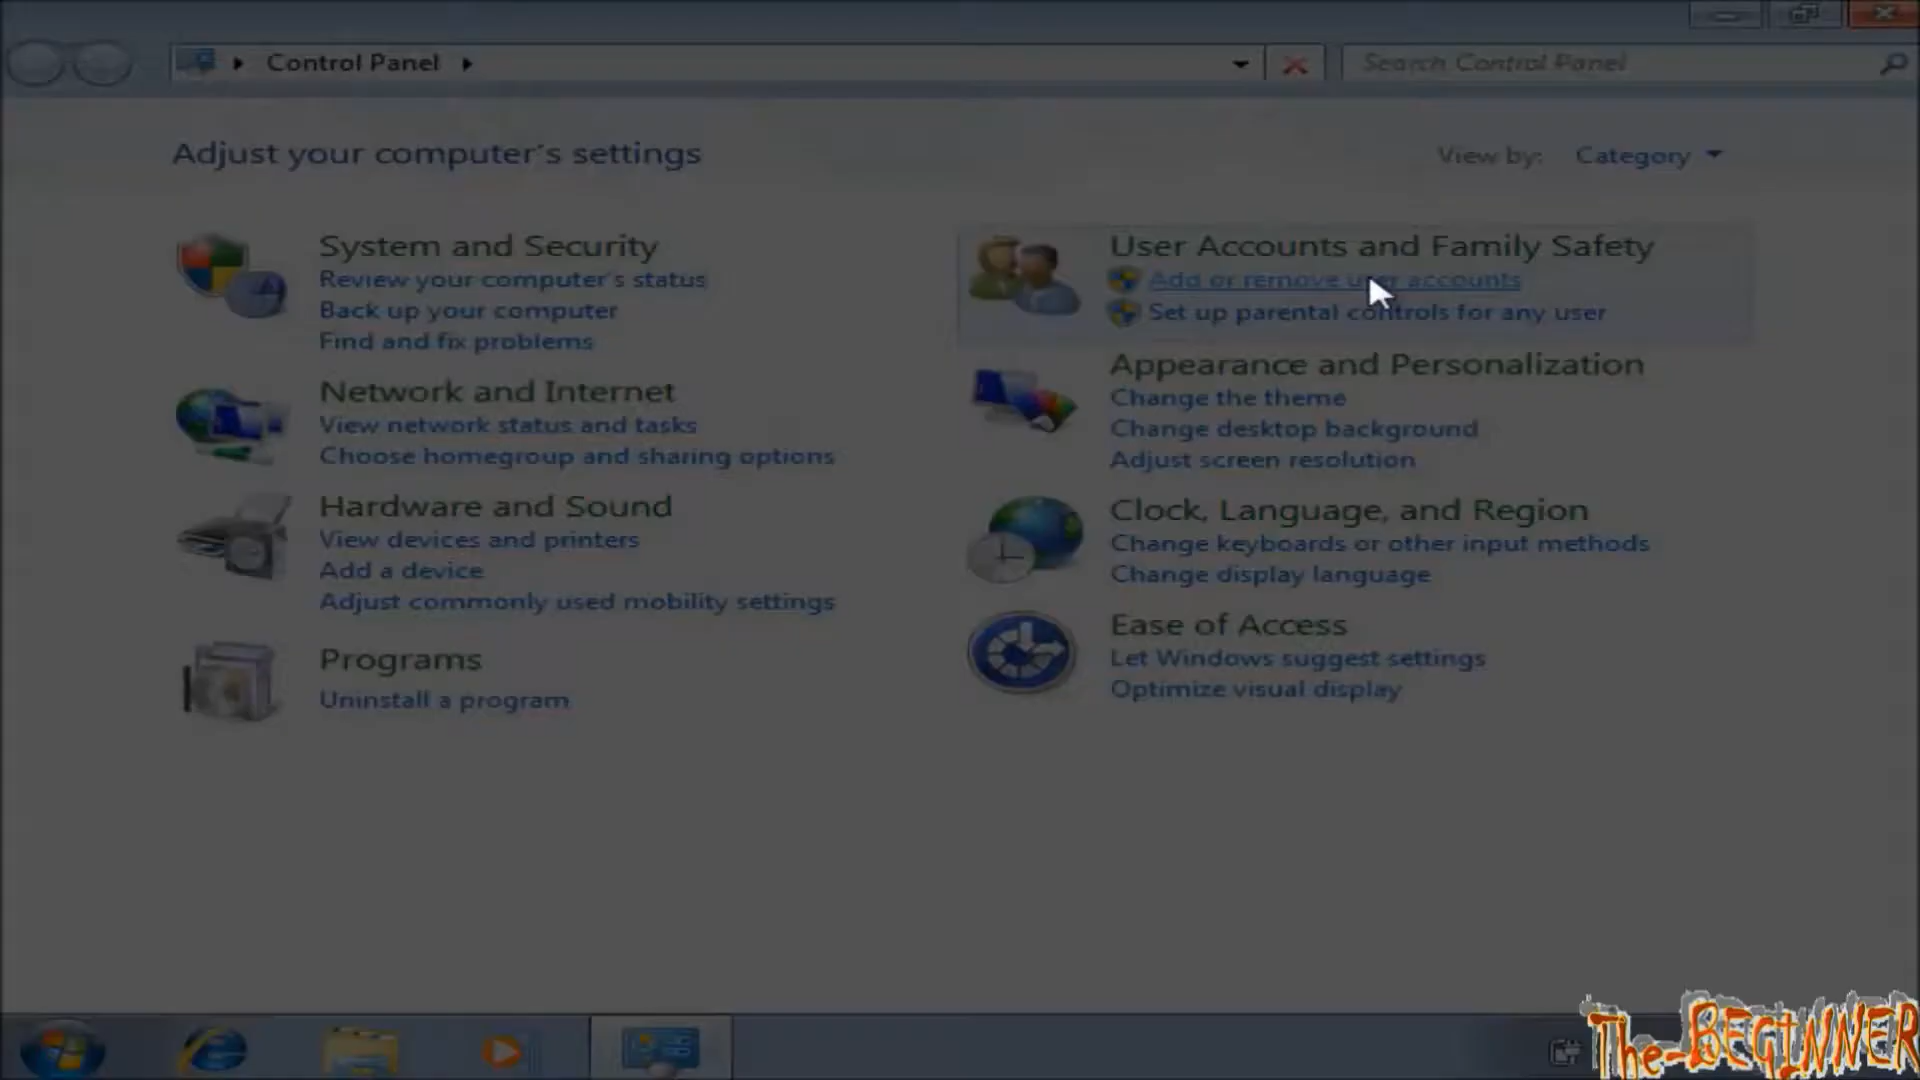 Control Panel
Search Control Panel
Adjust your computer's settings
View by: Category
System and Security
Review your computer's status
Back up your computer
Find and fix problems
Network and Internet
View network status and tasks
Choose homegroup and sharing options
Hardware and Sound
View devices and printers
Add a device
Adjust commonly used mobility settings
Programs
Uninstall a program
User Accounts and Family Safety
Add or remove user accounts
Set up parental controls for any user
Appearance and Personalization
Change the theme
Change desktop background
Adjust screen resolution
Clock, Language, and Region
Change keyboards or other input methods
Change display language
Ease of Access
Let Windows suggest settings
Optimize visual display
The-BEGINNER